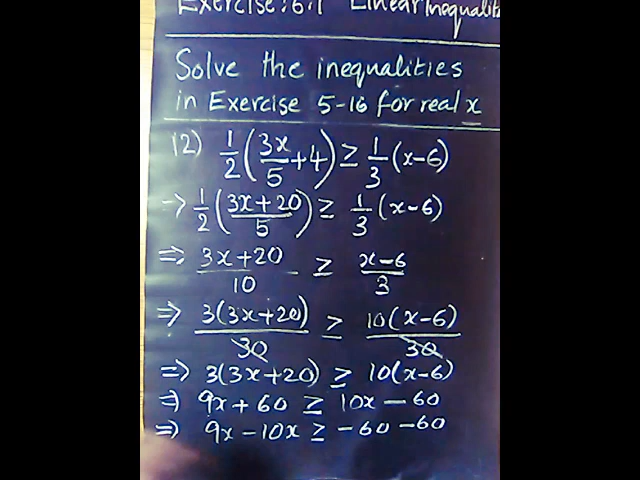 Exercise: 6.1 Linear Inequalit
Solve the inequalities
in Exercise 5-16 for real x
12) 1/2 (3x/5 + 4) ≥ 1/3 (x-6)
→ 1/2 (3x+20/5) ≥ 1/3 (x-6)
⇒ 3x+20/10 ≥ x-6/3
⇒ 3(3x+20)/30 ≥ 10(x-6)/30
⇒ 3(3x+20) ≥ 10(x-6)
⇒ 9x+60 ≥ 10x-60
⇒ 9x-10x ≥ -60-60